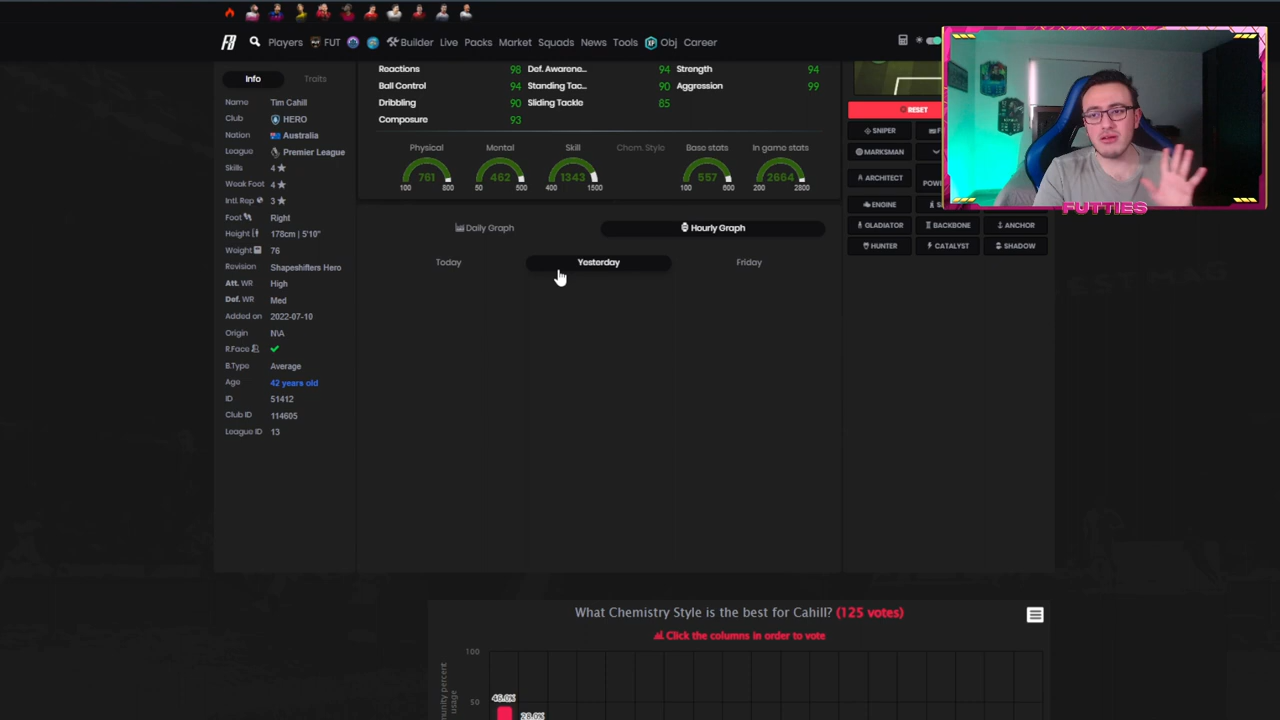 Players FUT Builder Live Packs Market Squads News Tools Obj Career
Info Traits
Name Tim Cahill
Club HERO
Nation Australia
League Premier League
Skills 4
Weak Foot 4
Intl. Rep 3
Foot Right
Height 178cm | 5'10"
Weight 76
Revision Shapeshifters Hero
Att. WR High
Def. WR Med
Added on 2022-07-10
Origin N\A
R.Face
B.Type Average
Age 42 years old
ID 51412
Club ID 114605
League ID 13
Reactions 98 Def. Awarene... 94 Strength 94
Ball Control 94 Standing Tac... 90 Aggression 99
Dribbling 90 Sliding Tackle 85
Composure 93
Physical Mental Skill Chem. Style Base stats In game stats
761 462 1343 557 2664
100 800 50 500 400 1500 100 600 2200 2800
Daily Graph Hourly Graph
Today Yesterday Friday
RESET
SNIPER
MARKSMAN
ARCHITECT
ENGINE
GLADIATOR BACKBONE ANCHOR
HUNTER CATALYST SHADOW
FUTTIES
What Chemistry Style is the best for Cahill? (125 votes)
Click the columns in order to vote
100
50
46.0%
28.0%
usage